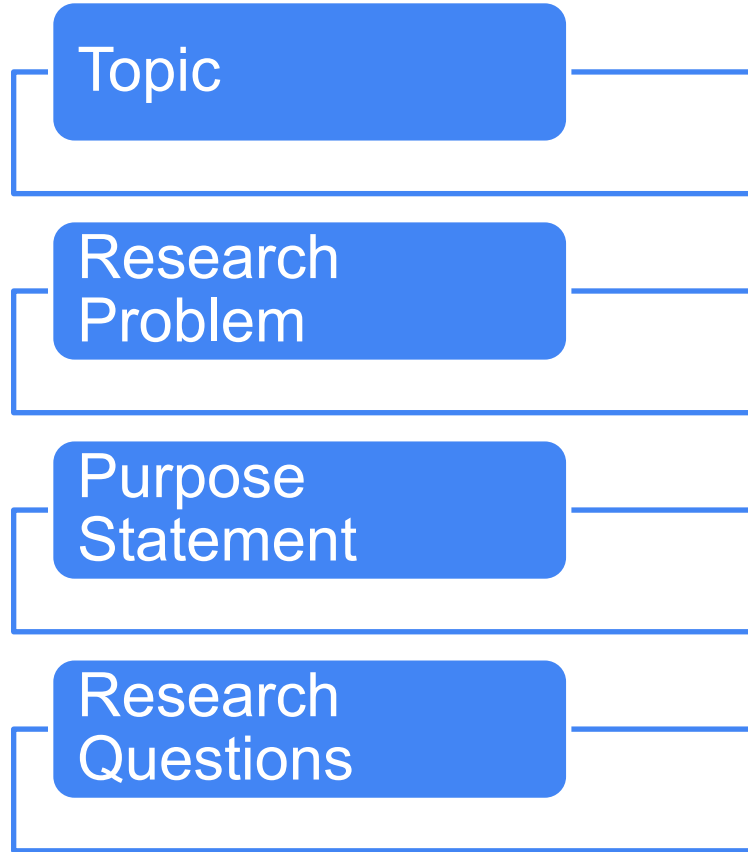 Topic
Research
Problem
Purpose
Statement
Research
Questions